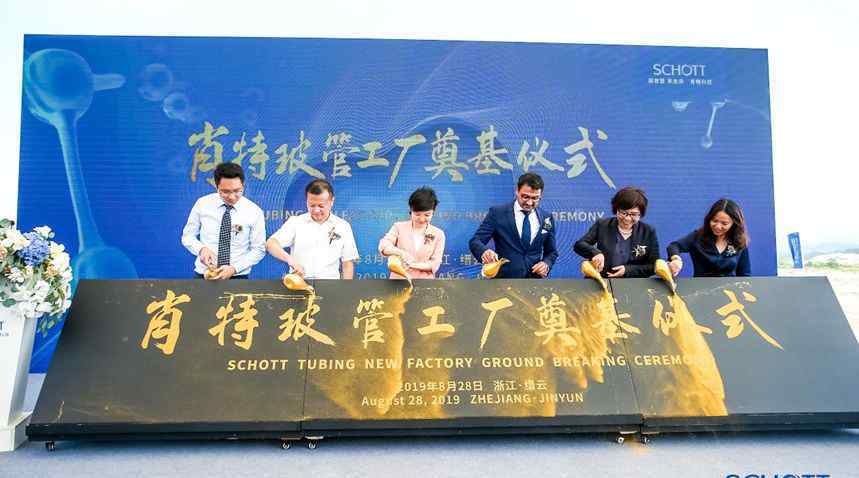 SCHOTT
肖特玻管工厂奠基仪式
EMONY
肖特玻管工厂奠基仪式
SCHOTT TUBING NEW FACTORY GROUND BREAKING CEREMONY
2019年8月28日 浙江·缙云
August 28, 2019 ZHEJIANG·JINYUN
SCHOTT